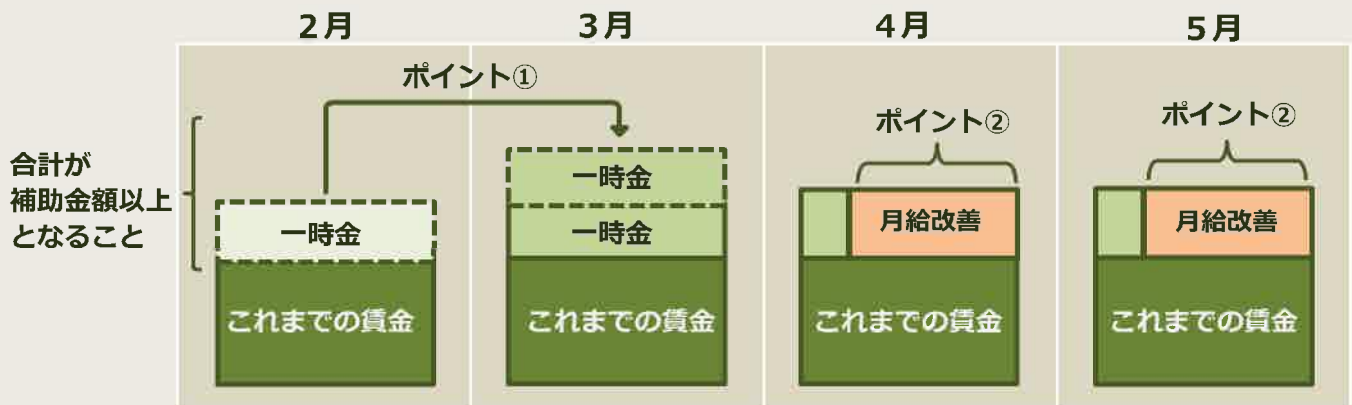 2月
3月
4月
5月
ポイント①
ポイント②
ポイント②
合計が
補助金額以上
となること
一時金
一時金
一時金
月給改善
月給改善
これまでの賃金
これまでの賃金
これまでの賃金
これまでの賃金